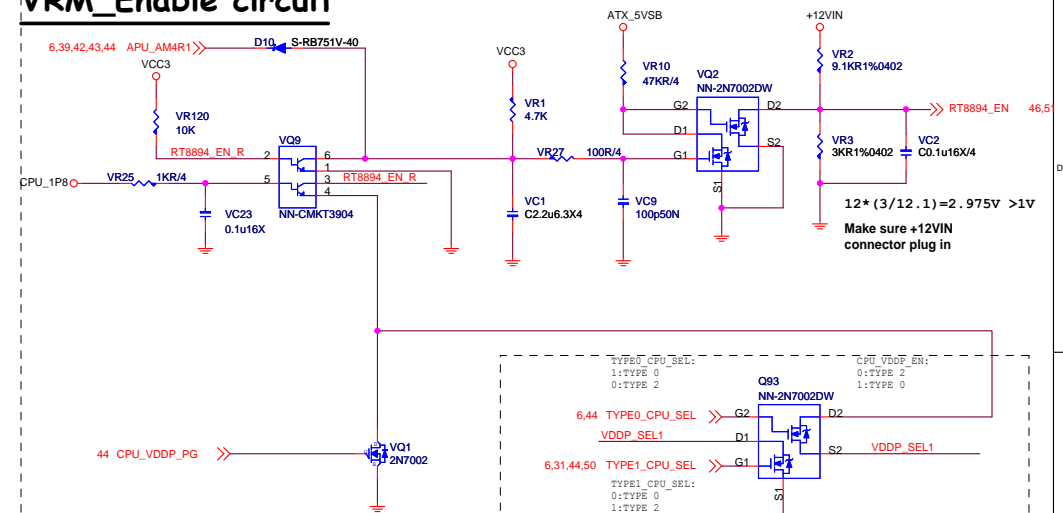 VRM_Enable circuit
ATX_5VSB
+12VIN
6,39,42,43,44 APU_AM4R1
D10
S-RB751V-40
VCC3
VCC3
VR10
47KR/4
VQ2
NN-2N7002DW
VR2
9.1KR1%0402
VR120
10K
VR1
4.7K
G2
D2
RT8894_EN
46,51
D1
S2
VR3
3KR1%0402
VC2
C0.1u16X/4
VQ9
RT8894_EN_R
2
6
1
VR27
100R/4
G1
CPU_1P8
VR25
1KR/4
5
3
4
RT8894_EN_R
S1
D
VC23
0.1u16X
NN-CMKT3904
VC1
C2.2u6.3X4
VC9
100p50N
12*(3/12.1)=2.975V >1V
Make sure +12VIN
connector plug in
TYPE0_CPU_SEL:
1:TYPE 0
0:TYPE 2
CPU_VDDP_EN:
0:TYPE 2
1:TYPE 0
Q93
NN-2N7002DW
6,44 TYPE0_CPU_SEL
G2
D2
VDDP_SEL1
D1
S2
VDDP_SEL1
44 CPU_VDDP_PG
VQ1
2N7002
6,31,44,50 TYPE1_CPU_SEL
G1
TYPE1_CPU_SEL:
0:TYPE 0
1:TYPE 2
S1